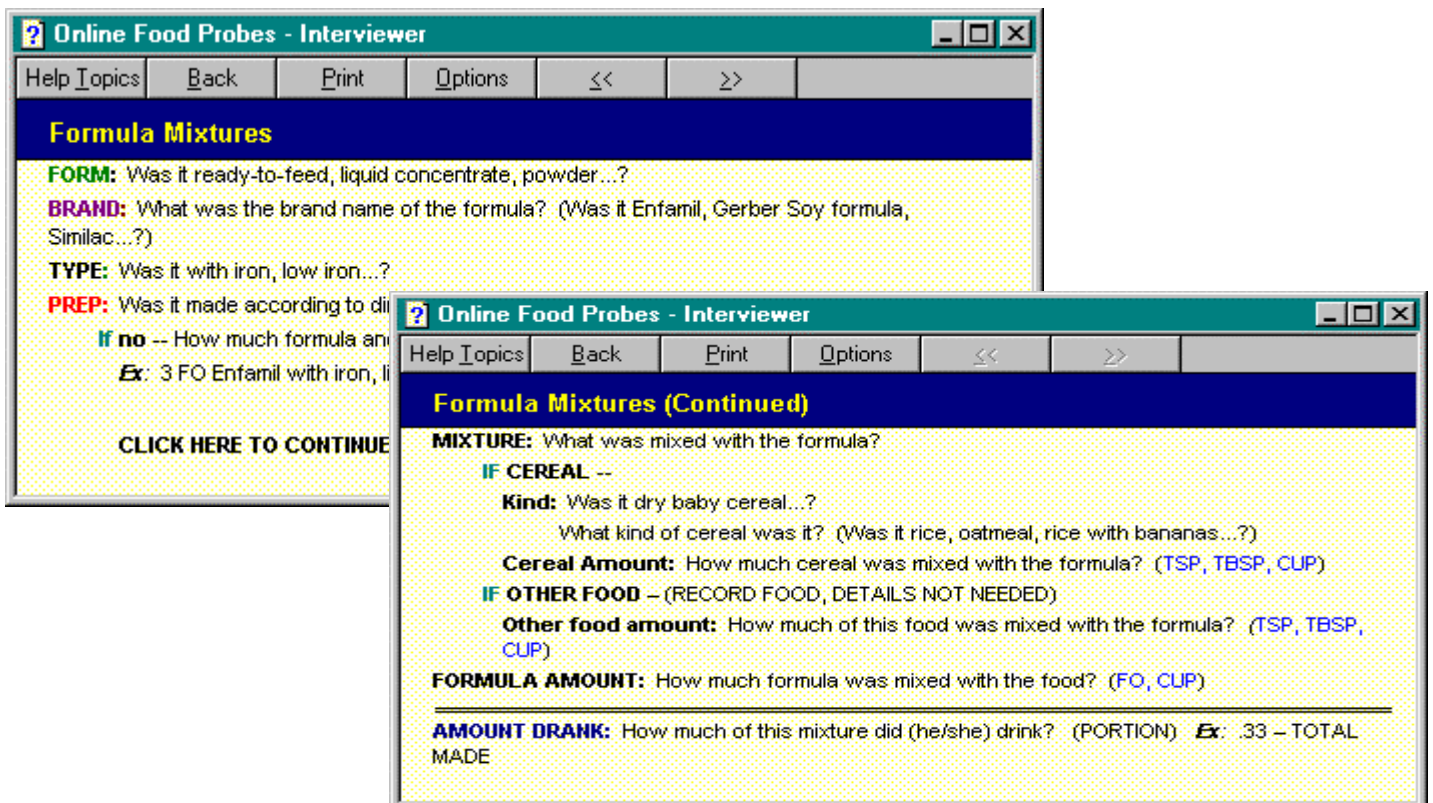 Online Food Probes - Interviewer
Help Topics Back Print Options << >>
Formula Mixtures
FORM: Was it ready-to-feed, liquid concentrate, powder...?
BRAND: What was the brand name of the formula? (Was it Enfamil, Gerber Soy formula,
Similac...?)
TYPE: Was it with iron, low iron...?
PREP: Was it made according to
If no -- How much formula
Ex: 3 FO Enfamil with iron,
CLICK HERE TO CONTINUE
Online Food Probes - Interviewer
Help Topics Back Print Options << >>
Formula Mixtures (Continued)
MIXTURE: What was mixed with the formula?
IF CEREAL --
Kind: Was it dry baby cereal...?
What kind of cereal was it? (Was it rice, oatmeal, rice with bananas...?)
Cereal Amount: How much cereal was mixed with the formula? (TSP, TBSP, CUP)
IF OTHER FOOD – (RECORD FOOD, DETAILS NOT NEEDED)
Other food amount: How much of this food was mixed with the formula? (TSP, TBSP,
CUP)
FORMULA AMOUNT: How much formula was mixed with the food? (FO, CUP)
AMOUNT DRANK: How much of this mixture did (he/she) drink? (PORTION) Ex: .33 – TOTAL
MADE